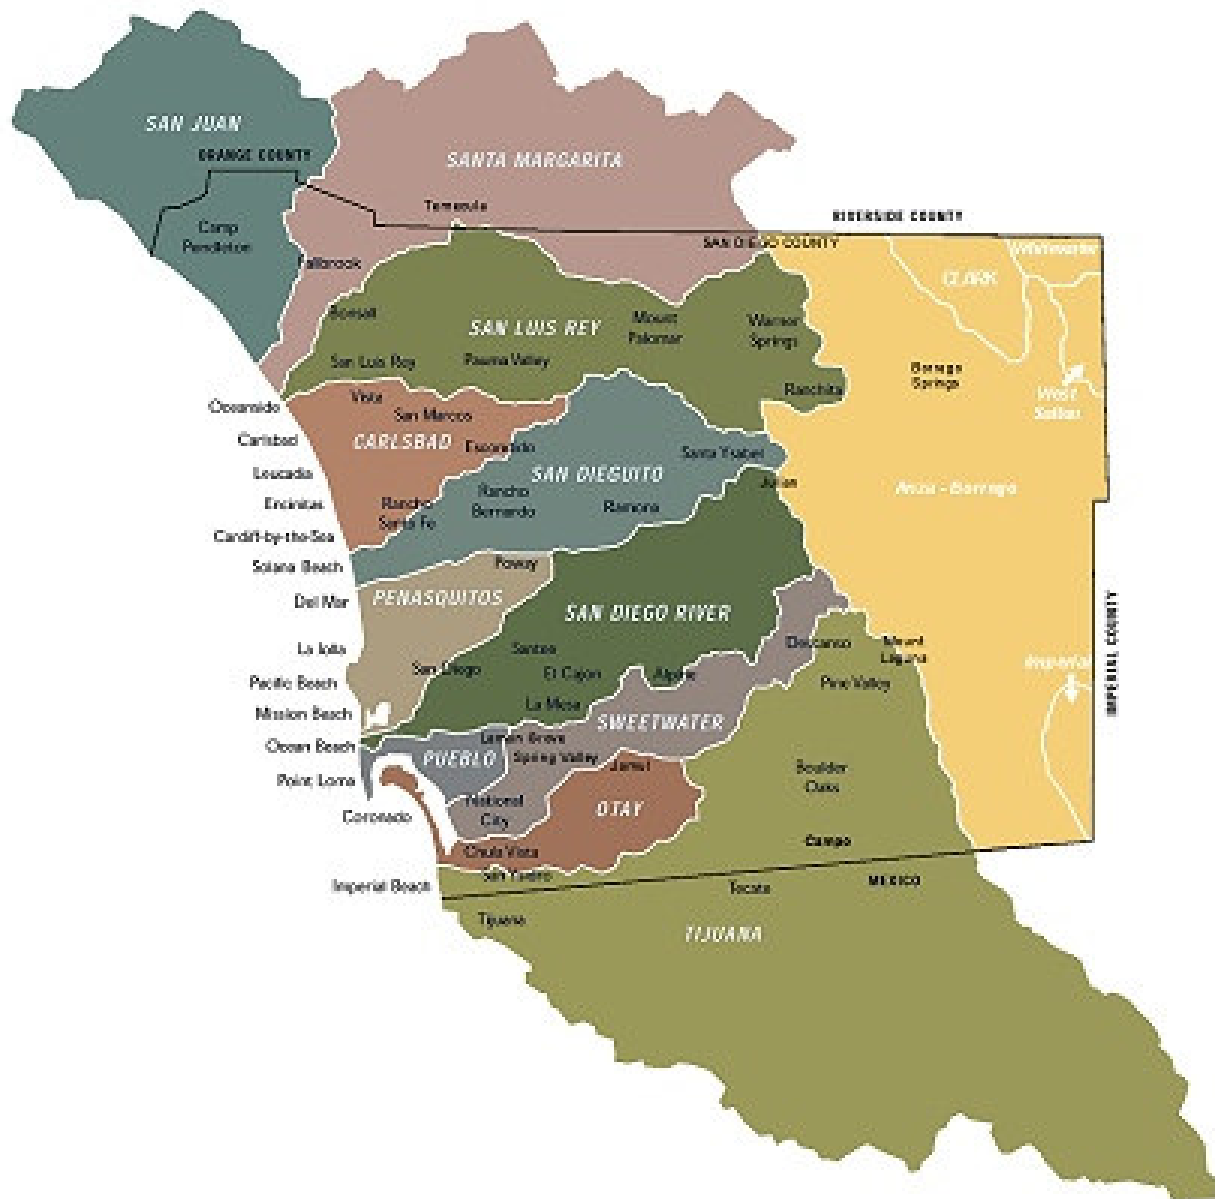 SAN JUAN
ORANGE COUNTY
SANTA MARGARITA
Camp
Pendleton
Temecula
RIVERSIDE COUNTY
SAN DIEGO COUNTY
Whitewater
Fallbrook
CLARK
Bonsall
SAN LUIS REY
Mount
Palomar
Warner
Springs
San Luis Rey
Pauma Valley
Borrego
Springs
Ranchita
West
Salton
Oceanside
Vista
San Marcos
Carlsbad
CARLSBAD
Escondido
Santa Ysabel
Leucadia
SAN DIEGUITO
Julian
Anza - Borrego
Encinitas
Rancho
Santa Fe
Rancho
Bernardo
Ramona
Cardiff-by-the-Sea
Solana Beach
Poway
Del Mar
PENASQUITOS
SAN DIEGO RIVER
IMPERIAL COUNTY
La Jolla
Santee
Descanso
Mount
Laguna
San Diego
El Cajon
Alpine
Imperial
Pacific Beach
Pine Valley
Mission Beach
La Mesa
SWEETWATER
Ocean Beach
Lemon Grove
PUEBLO
Spring Valley
Jamul
Point Loma
Boulder
Oaks
Coronado
National
City
OTAY
Chula Vista
Campo
San Ysidro
Imperial Beach
Tecate
MEXICO
Tijuana
TIJUANA